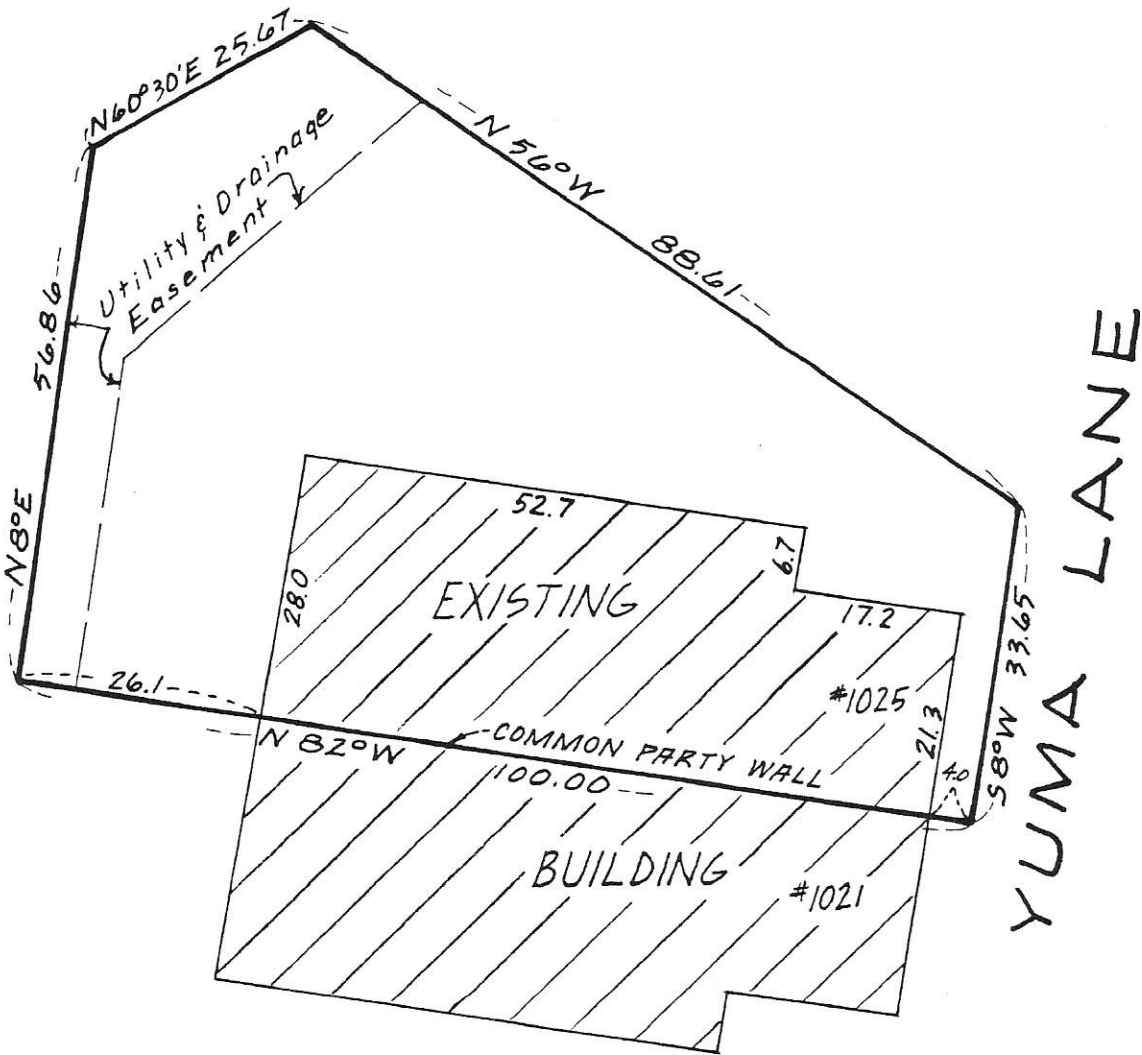 N60°30'E 25.67
N 56°W
88.61
Utility & Drainage
Easement
56.86
N8°E
52.7
6.7
28.0
EXISTING
17.2
#1025
21.3
4.0
S8°W 33.65
YUMA LANE
26.1
N 82°W
COMMON PARTY WALL
100.00
BUILDING
#1021